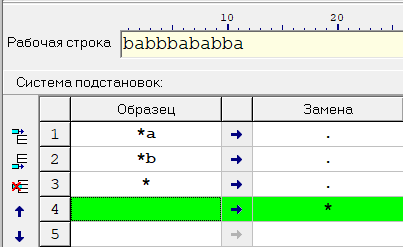 10 20
Рабочая строка babbbababba
Система подстановок:
Образец Замена
1 *a → .
2 *b → .
3 * → .
4 → *
5 →